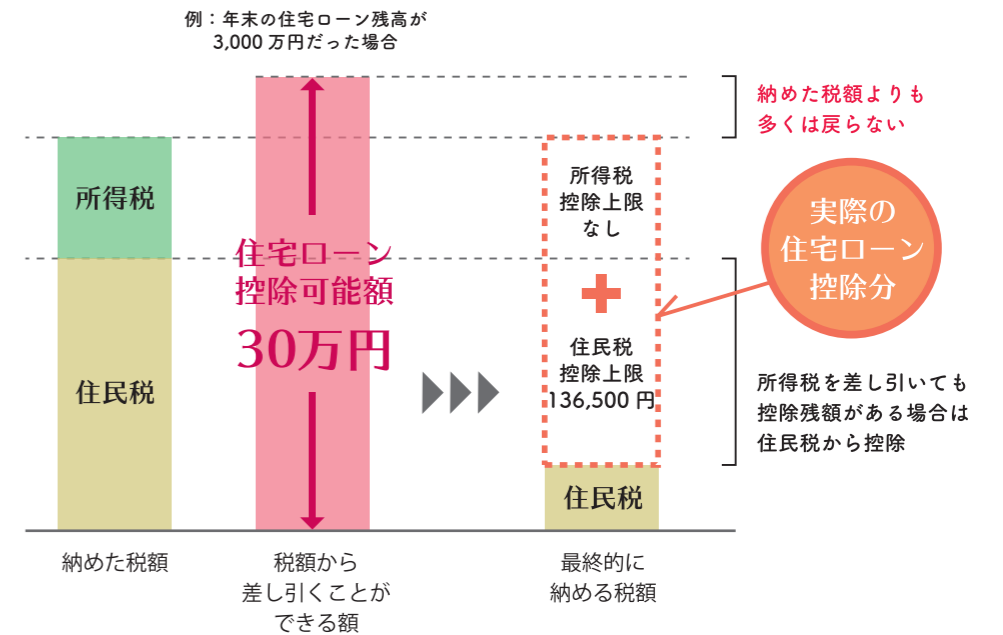 例：年末の住宅ローン残高が
3,000 万円だった場合
所得税
住民税
住宅ローン
控除可能額
30万円
所得税
控除上限
なし
住民税
控除上限
136,500 円
住民税
納めた税額よりも
多くは戻らない
実際の
住宅ローン
控除分
所得税を差し引いても
控除残額がある場合は
住民税から控除
納めた税額
税額から
差し引くことが
できる額
最終的に
納める税額